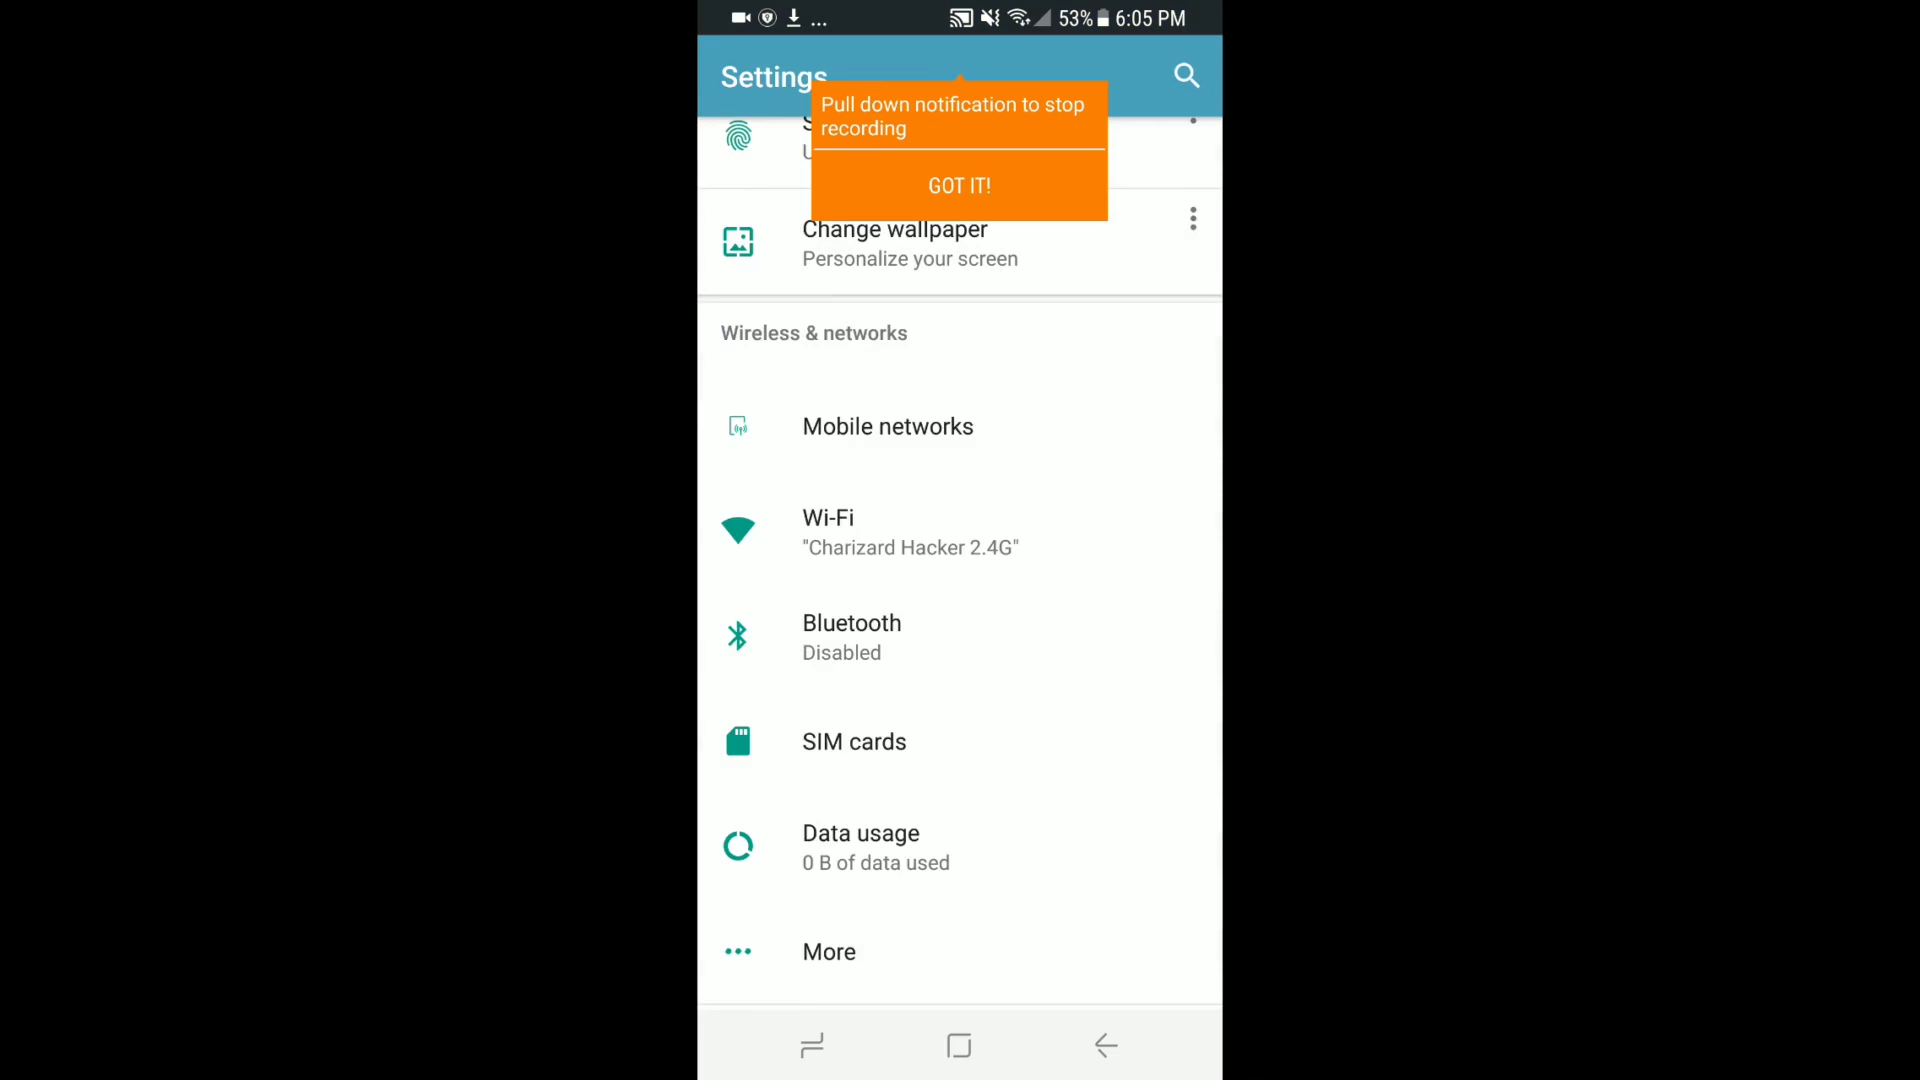 ... 53% 6:05 PM
Settings
Pull down notification to stop
recording
GOT IT!
Change wallpaper
Personalize your screen
Wireless & networks
Mobile networks
Wi-Fi
"Charizard Hacker 2.4G"
Bluetooth
Disabled
SIM cards
Data usage
0 B of data used
More